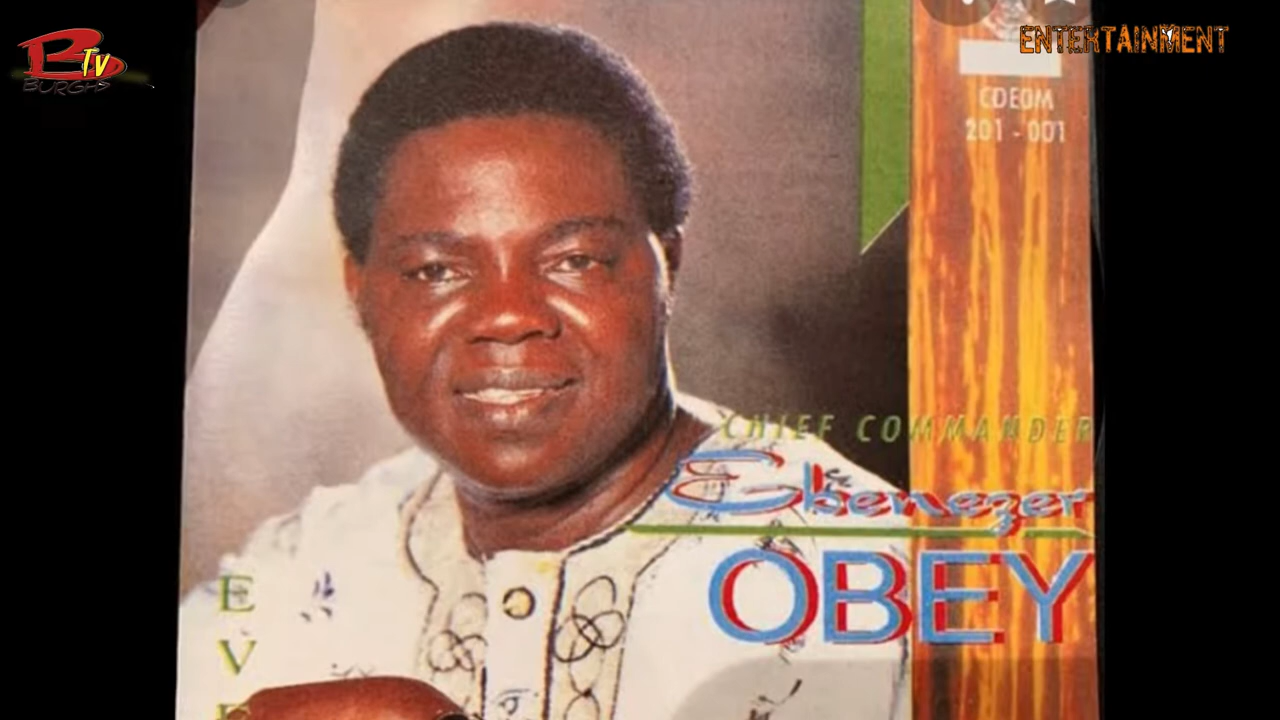 BTV
BURGHS
ENTERTAINMENT
CDEOM
201 - 001
CHIEF COMMANDER
Ebenezer
OBEY
E
V